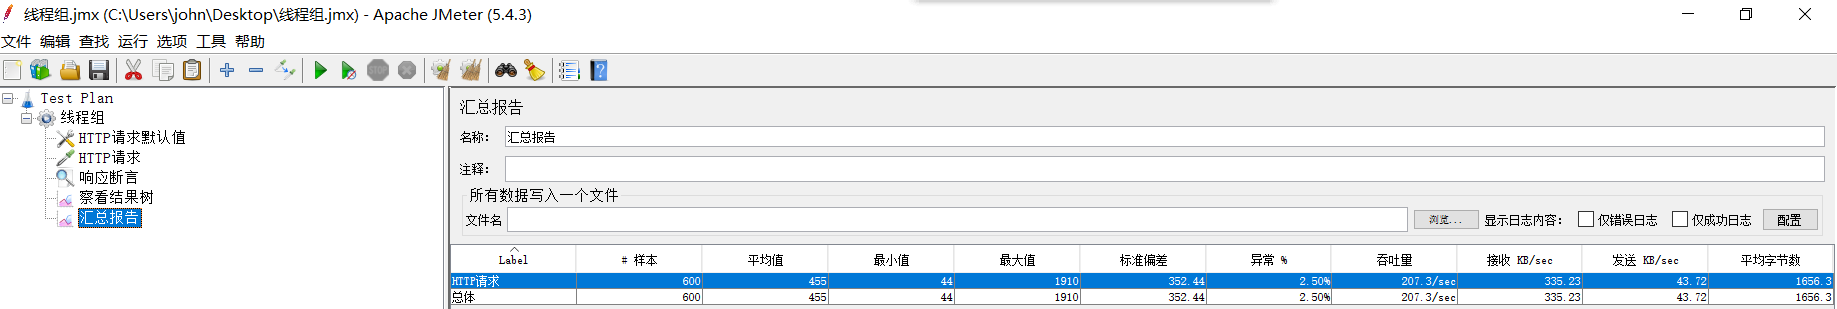 线程组.jmx (C:\Users\john\Desktop\线程组.jmx) - Apache JMeter (5.4.3)
文件 编辑 查找 运行 选项 工具 帮助
STOP
Test Plan
线程组
HTTP请求默认值
HTTP请求
响应断言
察看结果树
汇总报告
汇总报告
名称： 汇总报告
注释：
所有数据写入一个文件
文件名 浏览... 显示日志内容： 仅错误日志 仅成功日志 配置
Label # 样本 平均值 最小值 最大值 标准偏差 异常 % 吞吐量 接收 KB/sec 发送 KB/sec 平均字节数
HTTP请求 600 455 44 1910 352.44 2.50% 207.3/sec 335.23 43.72 1656.3
总体 600 455 44 1910 352.44 2.50% 207.3/sec 335.23 43.72 1656.3